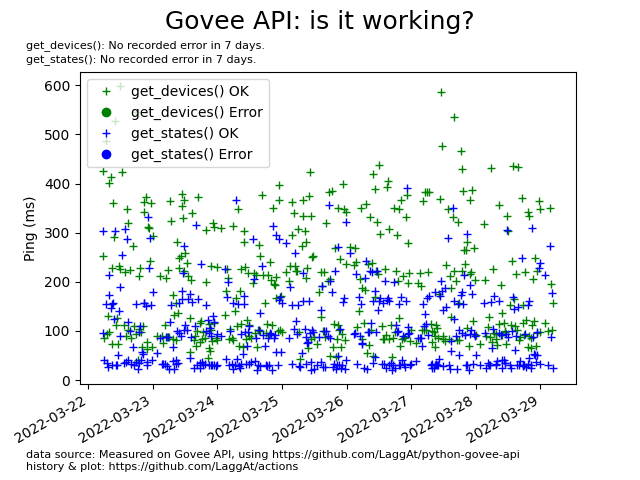 Govee API: is it working?
get_devices(): No recorded error in 7 days.
get_states(): No recorded error in 7 days.
get_devices() OK
get_devices() Error
get_states() OK
get_states() Error
Ping (ms)
600
500
400
300
200
100
0
2022-03-22
2022-03-23
2022-03-24
2022-03-25
2022-03-26
2022-03-27
2022-03-28
2022-03-29
data source: Measured on Govee API, using https://github.com/LaggAt/python-govee-api
history & plot: https://github.com/LaggAt/actions